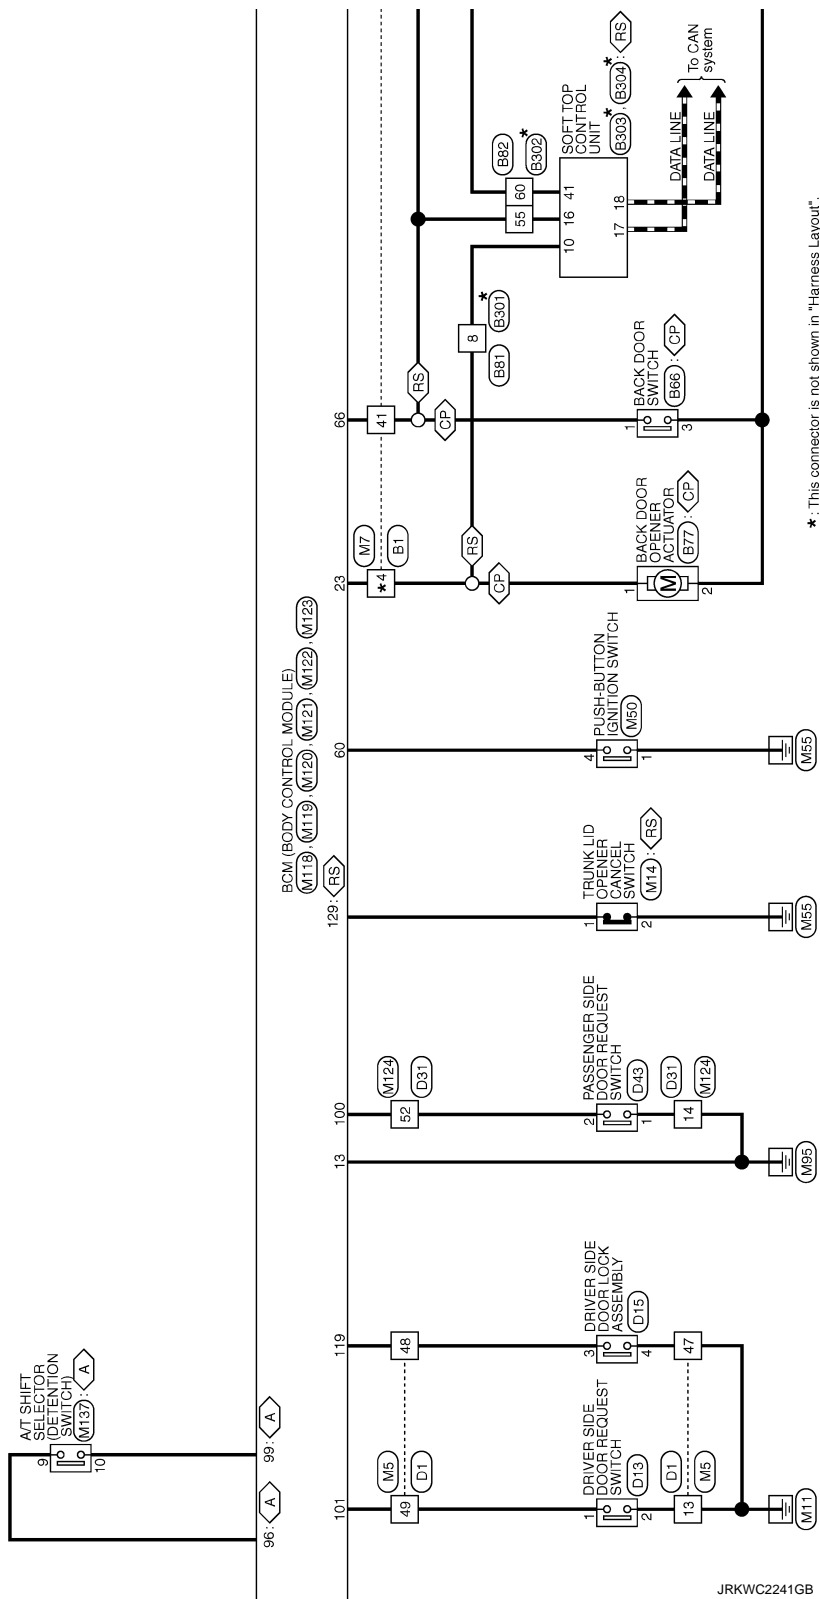 A/T SHIFT
SELECTOR
(DETENTION
SWITCH)
M137 : A
9
10
96: A
99: A
BCM (BODY CONTROL MODULE)
M118 , M119 , M120 , M121 , M122 , M123
101
119
13
100
129: RS
60
23
66
M5
49
D1
48
M124
52
D31
M7
*4
B1
41
RS
CP
RS
CP
B81
8
B301
*
B82
55
60
B302
*
10
16
41
17
18
SOFT TOP
CONTROL
UNIT
B303 * , B304 * : RS
DATA LINE
DATA LINE
To CAN
system
DRIVER SIDE
DOOR REQUEST
SWITCH
D13
1
2
DRIVER SIDE
DOOR LOCK
ASSEMBLY
D15
3
4
PASSENGER SIDE
DOOR REQUEST
SWITCH
D43
2
1
TRUNK LID
OPENER
CANCEL
SWITCH
M14 : RS
1
2
PUSH-BUTTON
IGNITION SWITCH
M50
4
1
BACK DOOR
OPENER
ACTUATOR
B77 : CP
1
M
2
BACK DOOR
SWITCH
B66 : CP
1
3
D1
13
M5
47
D31
14
M124
M11
M95
M55
M55
* : This connector is not shown in "Harness Layout".
JRKWC2241GB